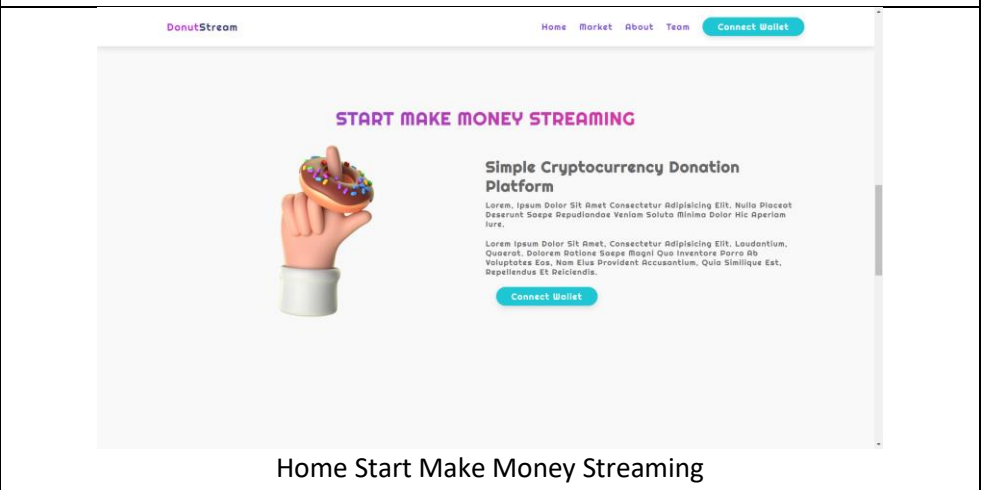 DonutStream
Home Market About Team Connect Wallet
START MAKE MONEY STREAMING
Simple Cryptocurrency Donation
Platform
Lorem, Ipsum Dolor Sit Amet Consectetur Adipisicing Elit. Nulla Placeat
Deserunt Saepe Repudiandae Veniam Soluta Minima Dolor Hic Aperiam
Iure,
Lorem Ipsum Dolor Sit Amet, Consectetur Adipisicing Elit. Laudantium,
Quaerat. Dolorem Ratione Saepe Magni Quo Inventore Porro Ab
Voluptates Eos, Nam Eius Provident Accusantium, Quia Similique Est,
Repellendus Et Reiciendis.
Connect Wallet
Home Start Make Money Streaming